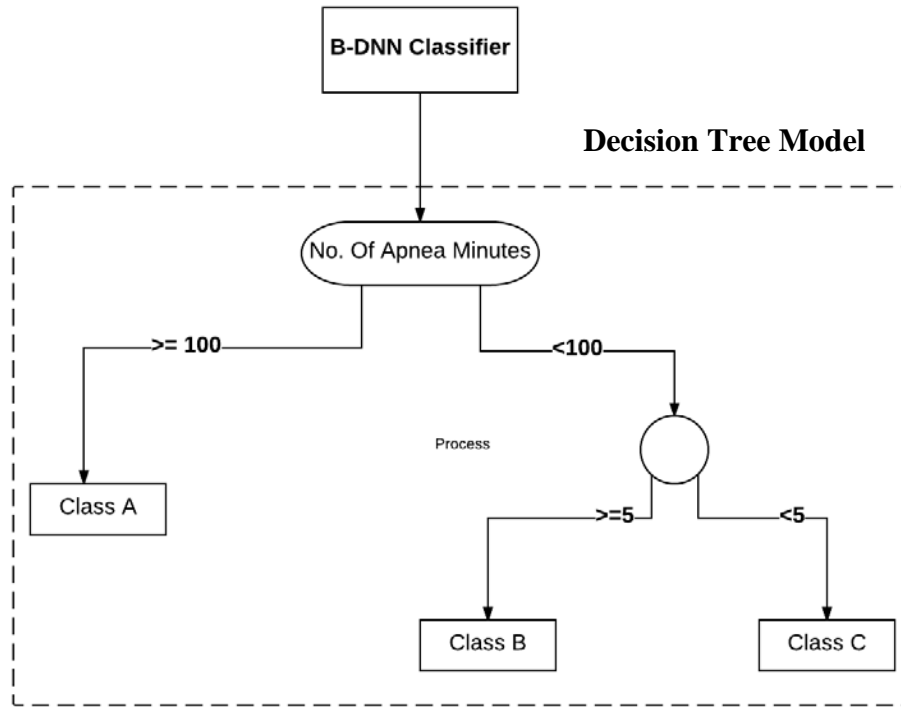 B-DNN Classifier
Decision Tree Model
No. Of Apnea Minutes
>= 100
<100
Process
Class A
>=5
<5
Class B
Class C